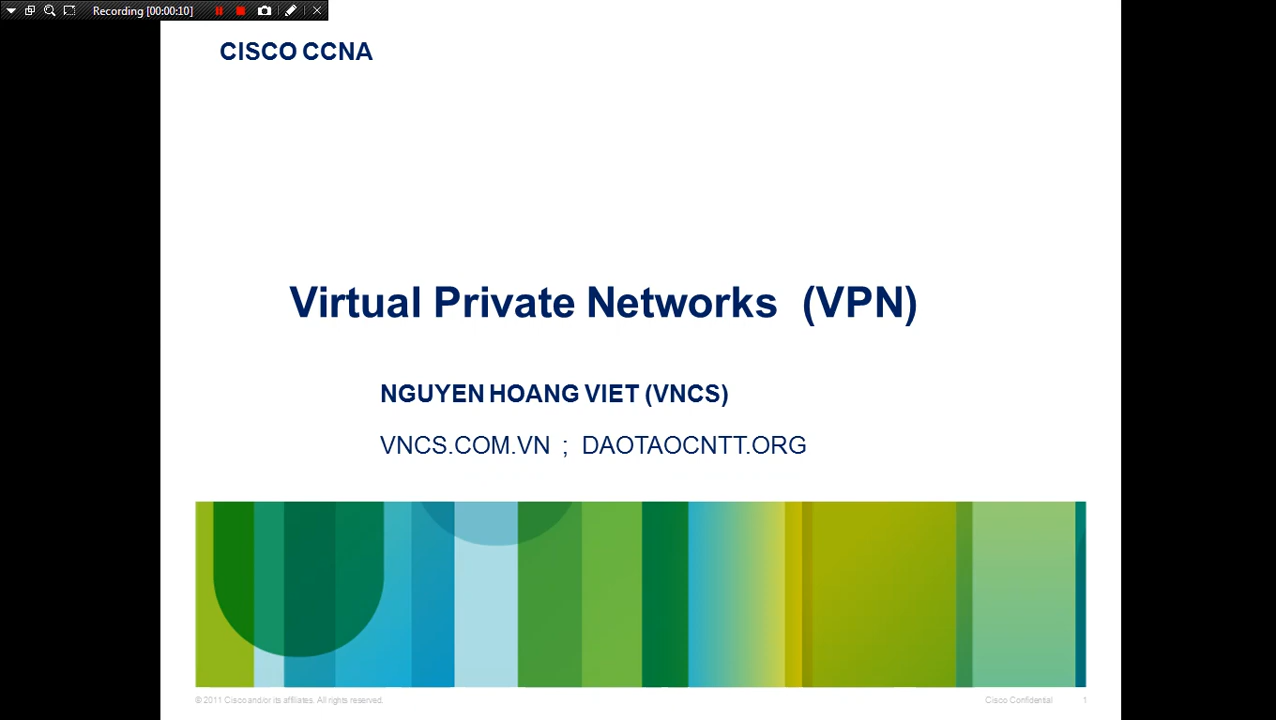 Recording [00:00:10]
CISCO CCNA
Virtual Private Networks (VPN)
NGUYEN HOANG VIET (VNCS)
VNCS.COM.VN ; DAOTAOCNTT.ORG
© 2011 Cisco and/or its affiliates. All rights reserved.
Cisco Confidential
1